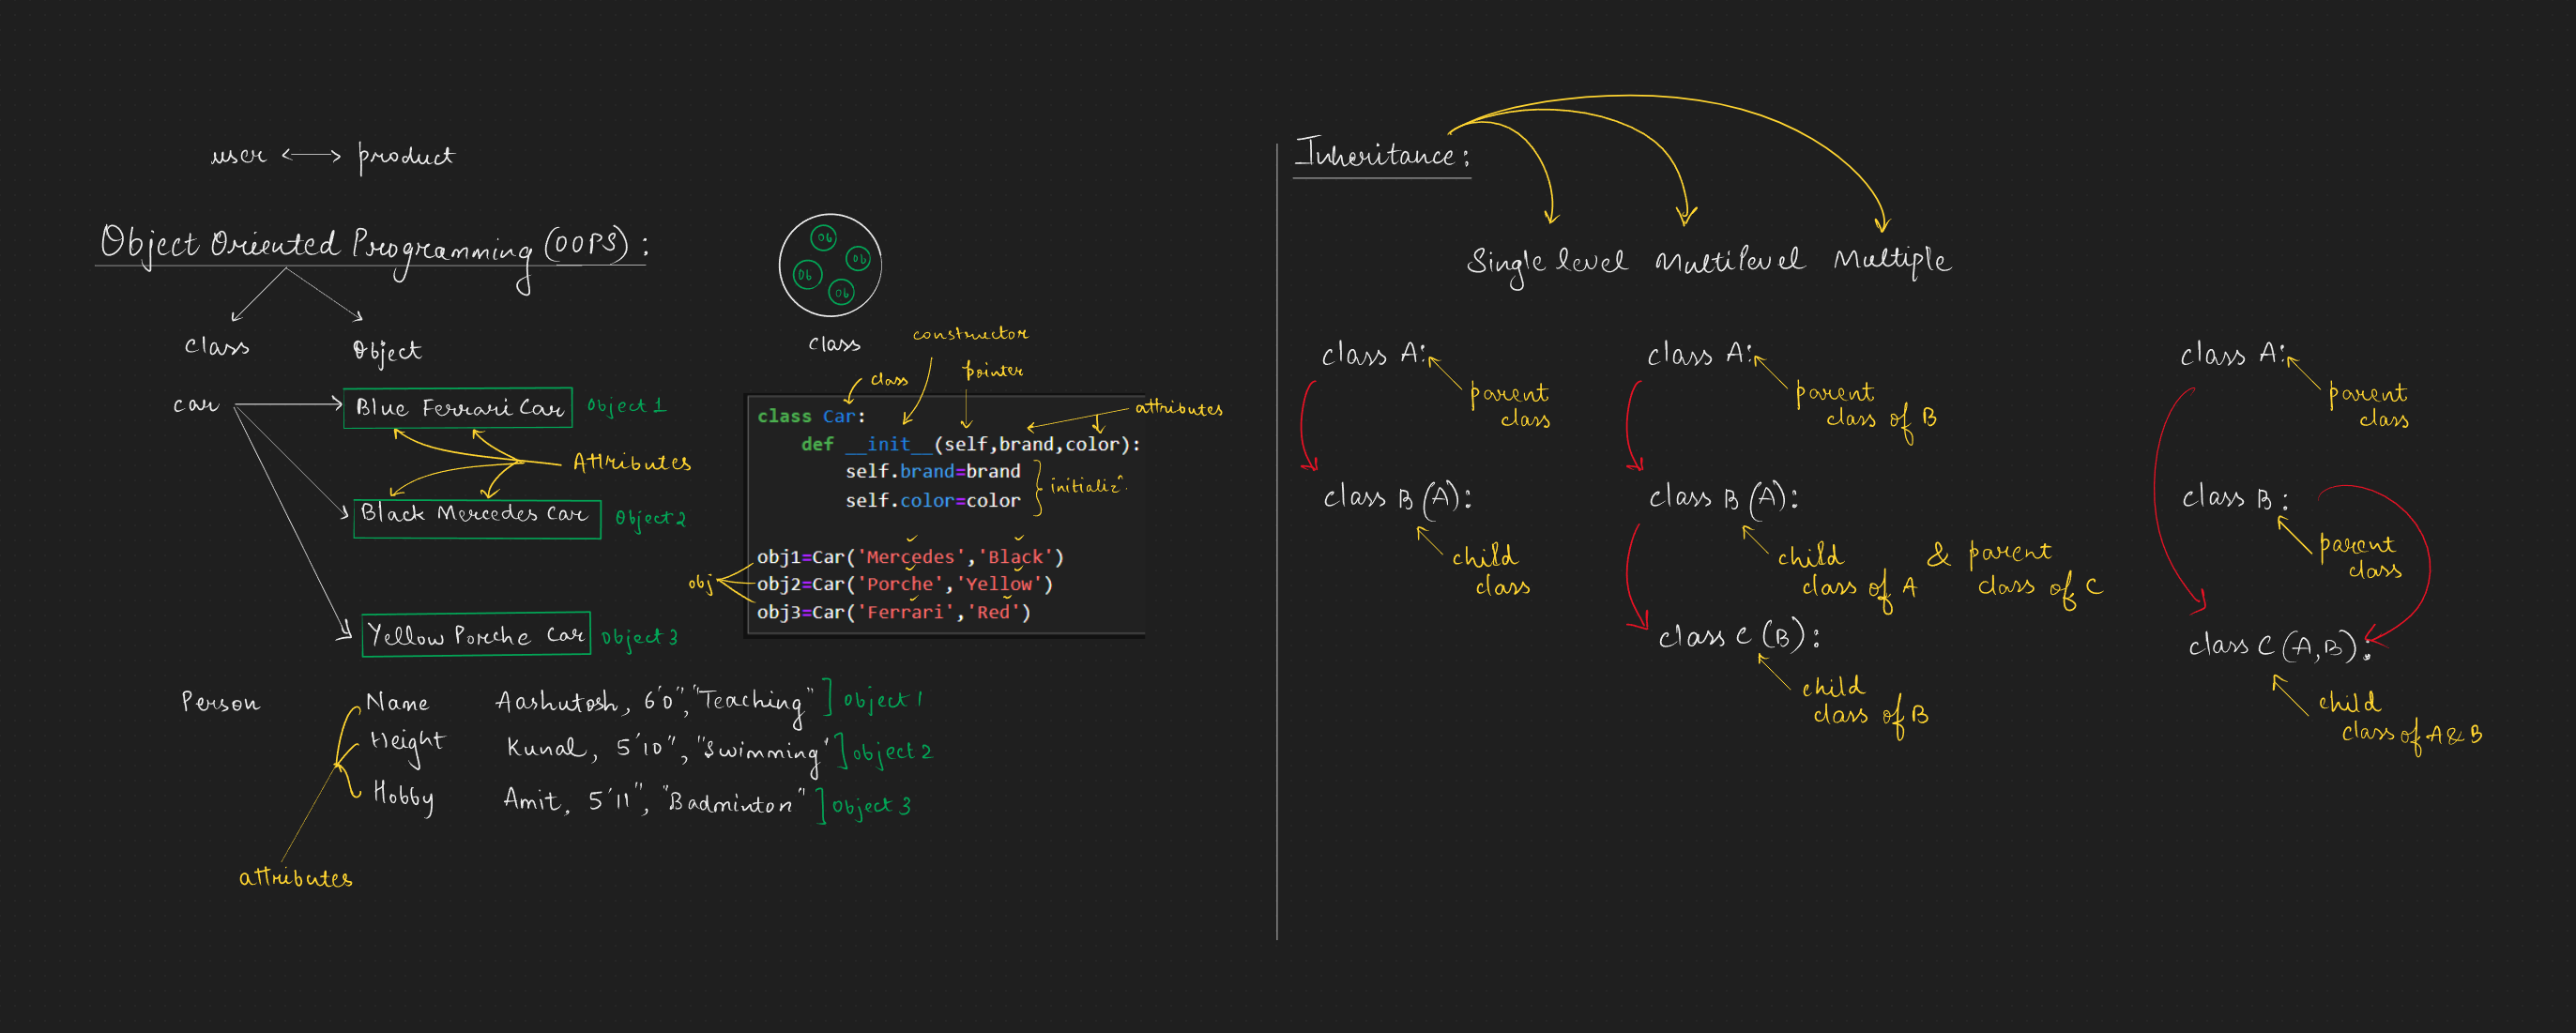 user ⟷ product
Object Oriented Programming (OOPS) :
class Object
car
Blue Ferrari Car Object 1
Attributes
Black Mercedes Car Object 2
Yellow Porche Car Object 3
Person
Name Aashutosh, 6'0", "Teaching" ] Object 1
Height Kunal, 5'10", "Swimming" ] Object 2
Hobby Amit, 5'11", "Badminton" ] Object 3
attributes
Ob
Ob
Ob
Ob
class
constructor
pointer
class
attributes
class Car:
def __init__(self,brand,color):
self.brand=brand
self.color=color
initializⁿ.
obj
obj1=Car('Mercedes','Black')
obj2=Car('Porche','Yellow')
obj3=Car('Ferrari','Red')
Inheritance:
Single level Multilevel Multiple
class A:
parent
class
class B(A):
child
class
class A:
parent
class of B
class B(A):
child
class of A
& parent
class of C
class C(B):
child
class of B
class A:
parent
class
class B:
parent
class
class C(A,B):
child
class of A&B